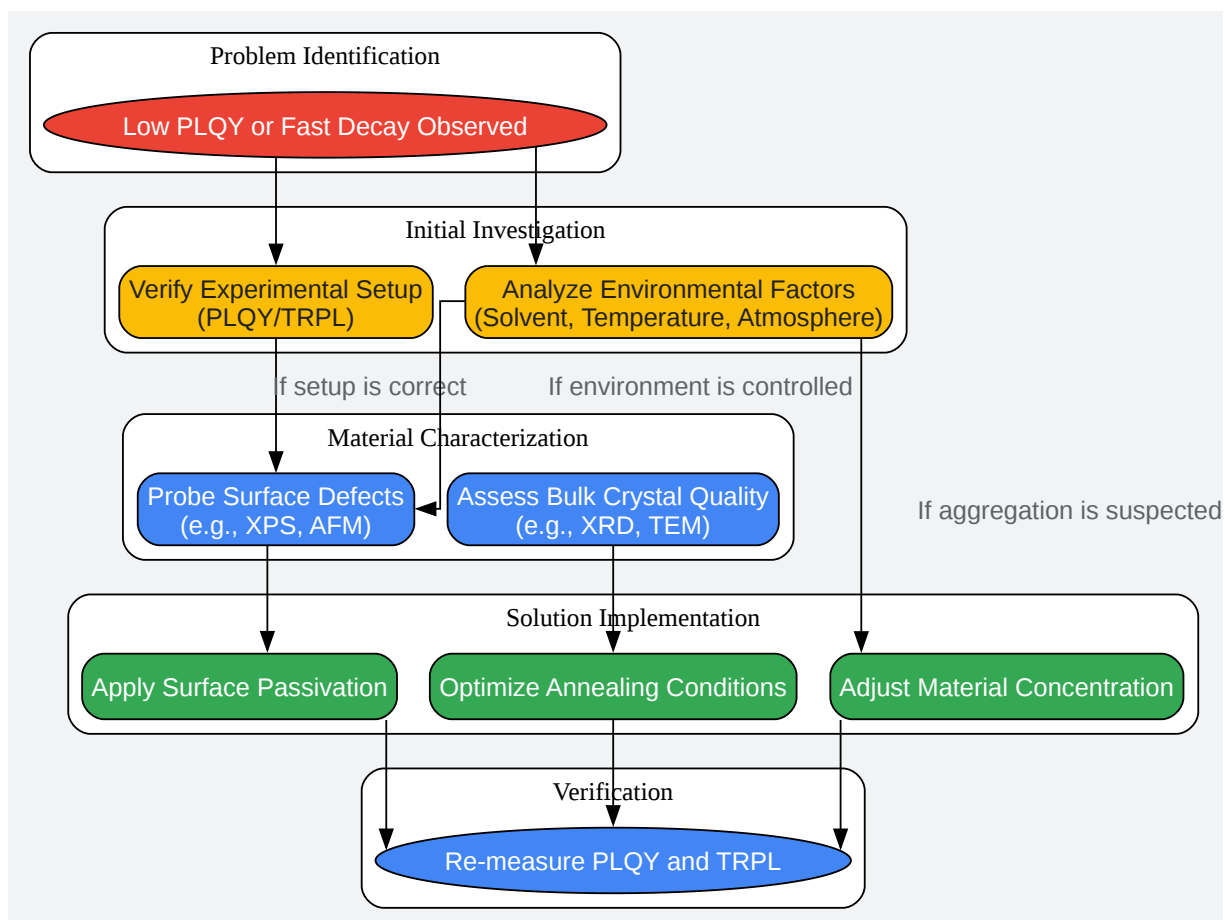 Problem Identification
Low PLQY or Fast Decay Observed
Initial Investigation
Verify Experimental Setup
(PLQY/TRPL)
Analyze Environmental Factors
(Solvent, Temperature, Atmosphere)
If setup is correct
If environment is controlled
Material Characterization
Probe Surface Defects
(e.g., XPS, AFM)
Assess Bulk Crystal Quality
(e.g., XRD, TEM)
If aggregation is suspected
Solution Implementation
Apply Surface Passivation
Optimize Annealing Conditions
Adjust Material Concentration
Verification
Re-measure PLQY and TRPL